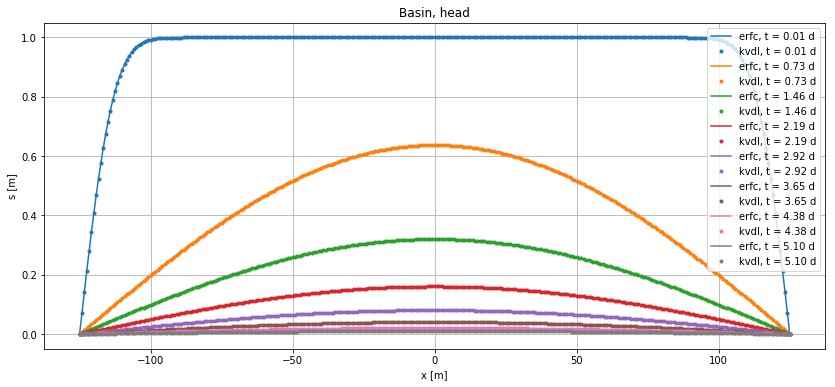 Basin, head
s [m]
1.0
0.8
0.6
0.4
0.2
0.0
−100
−50
0
50
100
x [m]
erfc, t = 0.01 d
kvdl, t = 0.01 d
erfc, t = 0.73 d
kvdl, t = 0.73 d
erfc, t = 1.46 d
kvdl, t = 1.46 d
erfc, t = 2.19 d
kvdl, t = 2.19 d
erfc, t = 2.92 d
kvdl, t = 2.92 d
erfc, t = 3.65 d
kvdl, t = 3.65 d
erfc, t = 4.38 d
kvdl, t = 4.38 d
erfc, t = 5.10 d
kvdl, t = 5.10 d